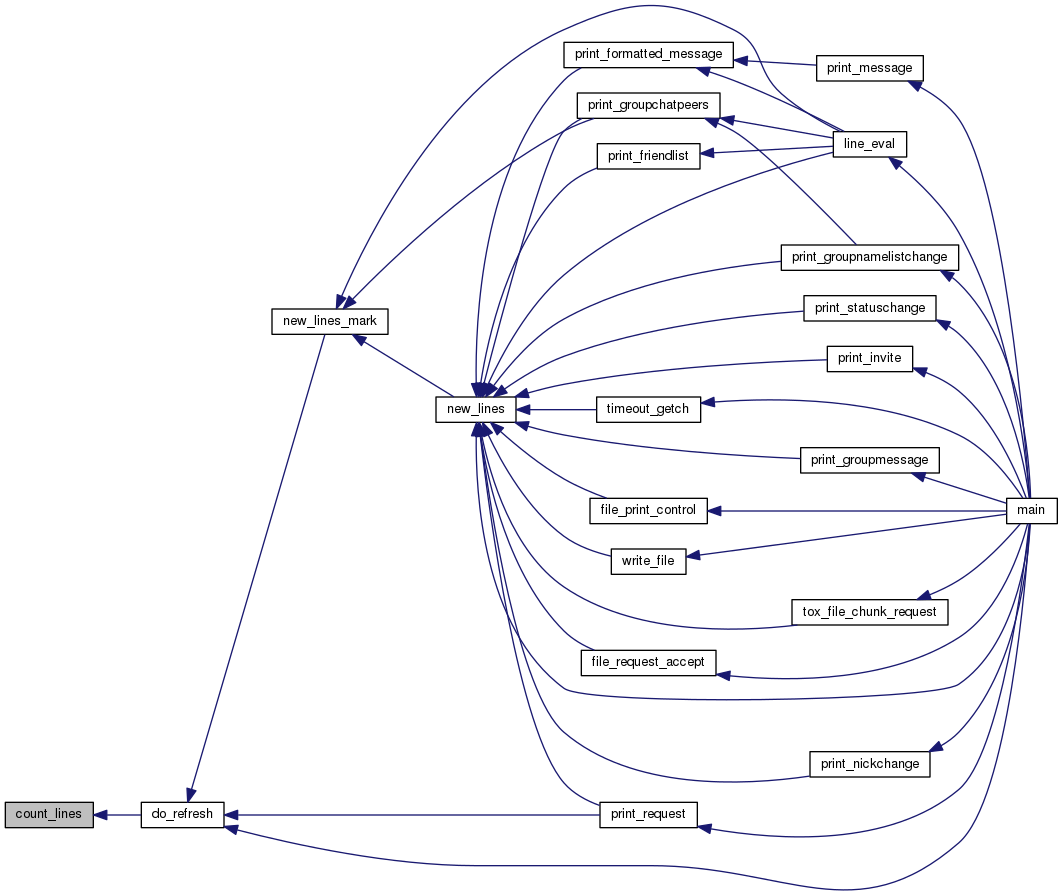 print_formatted_message
print_message
print_groupchatpeers
line_eval
print_friendlist
print_groupnamelistchange
print_statuschange
new_lines_mark
print_invite
new_lines
timeout_getch
print_groupmessage
file_print_control
main
write_file
tox_file_chunk_request
file_request_accept
print_nickchange
count_lines
do_refresh
print_request